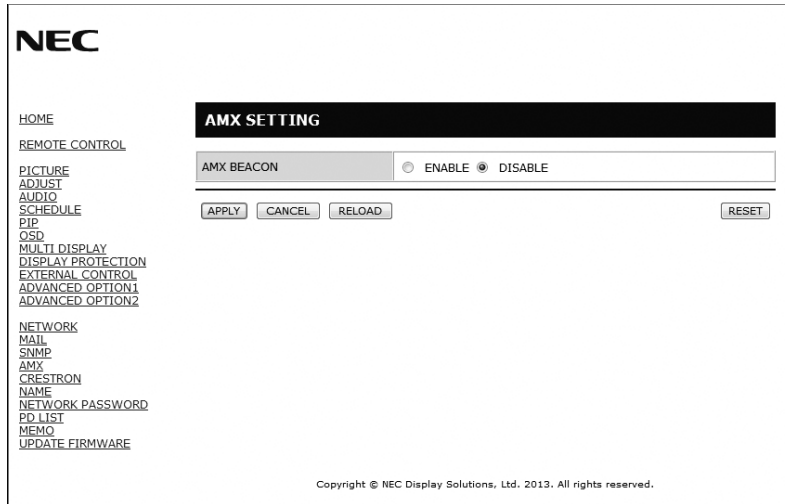 NEC
HOME
REMOTE CONTROL
PICTURE
ADJUST
AUDIO
SCHEDULE
PIP
OSD
MULTI DISPLAY
DISPLAY PROTECTION
EXTERNAL CONTROL
ADVANCED OPTION1
ADVANCED OPTION2
NETWORK
MAIL
SNMP
AMX
CRESTRON
NAME
NETWORK PASSWORD
PD LIST
MEMO
UPDATE FIRMWARE
AMX SETTING
AMX BEACON ENABLE DISABLE
APPLY CANCEL RELOAD RESET
Copyright © NEC Display Solutions, Ltd. 2013. All rights reserved.